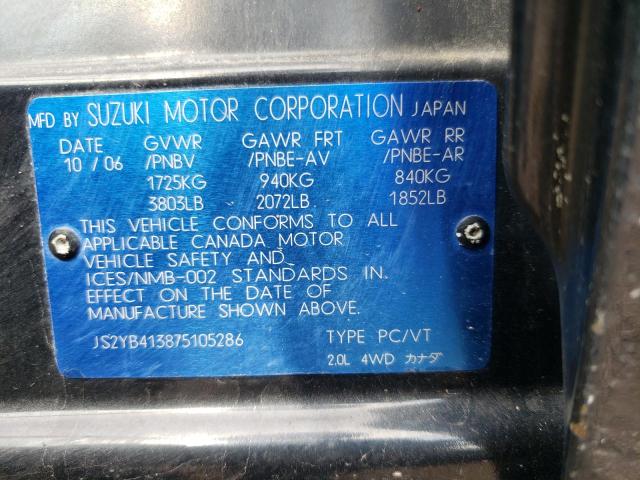 MFD BY SUZUKI MOTOR CORPORATION JAPAN
DATE GVWR GAWR FRT GAWR RR
10 / 06 /PNBV /PNBE-AV /PNBE-AR
1725KG 940KG 840KG
3803LB 2072LB 1852LB
THIS VEHICLE CONFORMS TO ALL
APPLICABLE CANADA MOTOR
VEHICLE SAFETY AND
ICES/NMB-002 STANDARDS IN
EFFECT ON THE DATE OF
MANUFACTURE SHOWN ABOVE.
JS2YB413875105286 TYPE PC/VT
2.0L 4WD カナダ